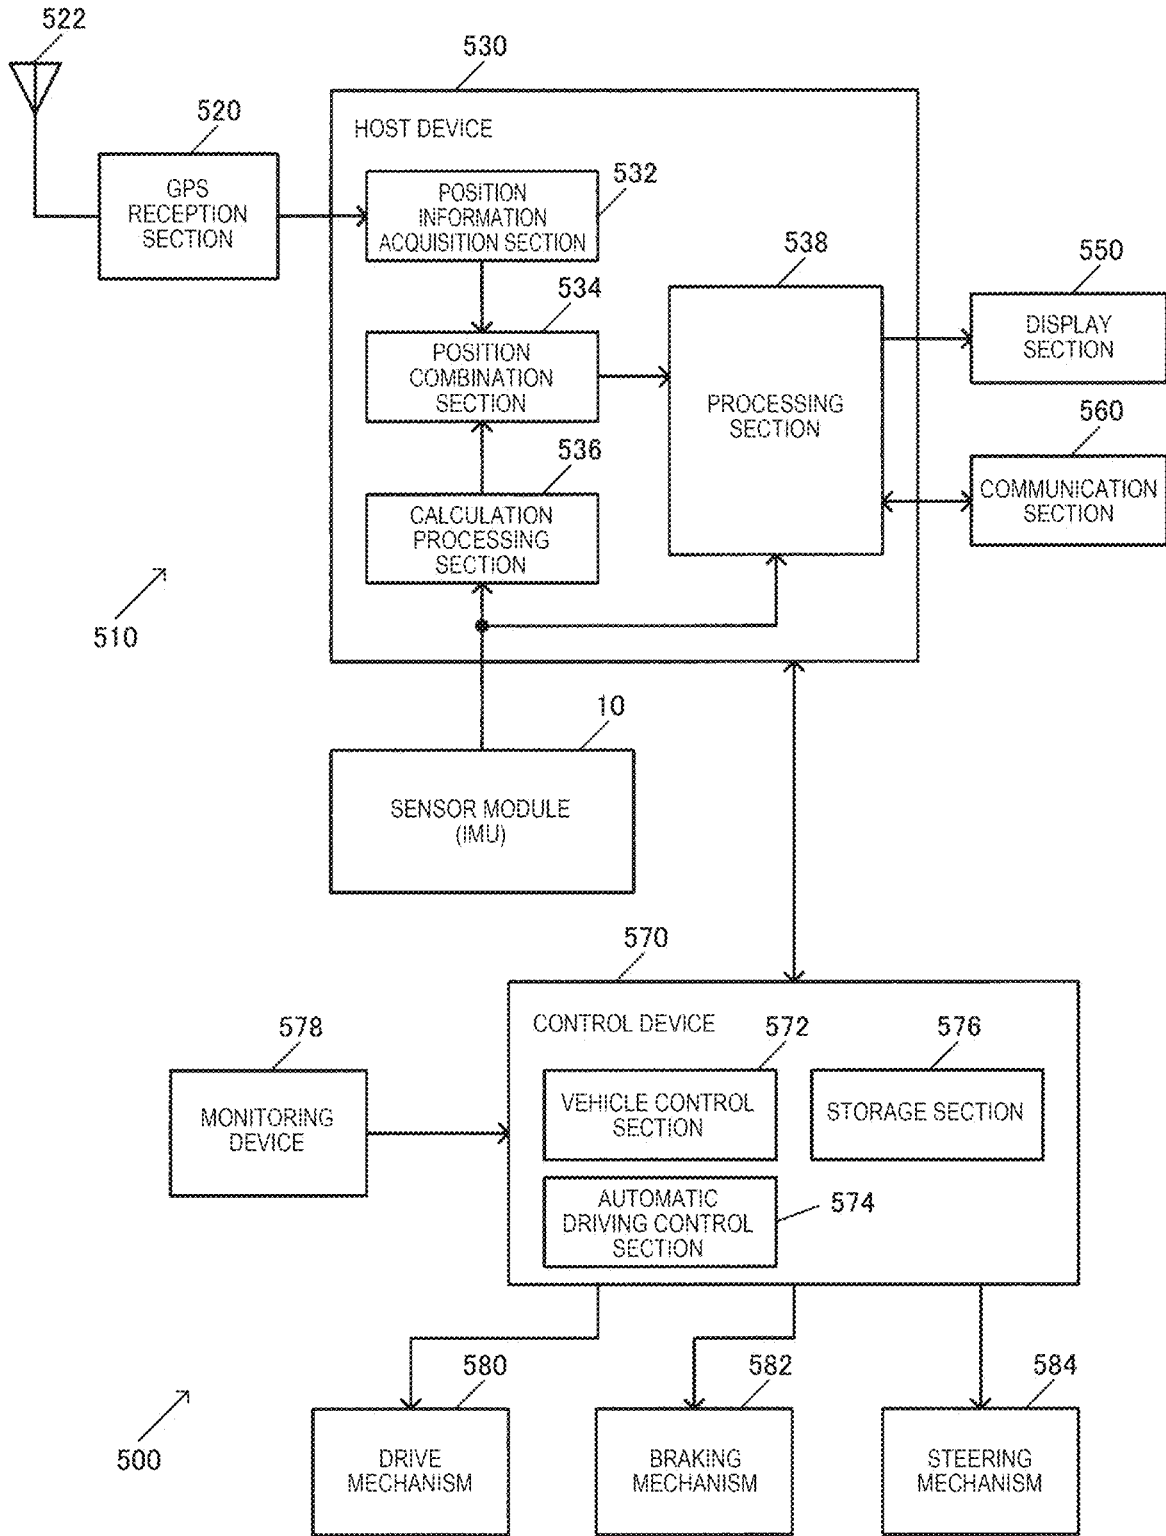 522
530
520
HOST DEVICE
GPS
RECEPTION
SECTION
POSITION
INFORMATION
ACQUISITION SECTION
532
538
550
534
POSITION
COMBINATION
SECTION
DISPLAY
SECTION
PROCESSING
SECTION
560
536
COMMUNICATION
SECTION
CALCULATION
PROCESSING
SECTION
510
10
SENSOR MODULE
(IMU)
570
CONTROL DEVICE
578
572
576
MONITORING
DEVICE
VEHICLE CONTROL
SECTION
STORAGE SECTION
AUTOMATIC
DRIVING CONTROL
SECTION
574
580
582
584
500
DRIVE
MECHANISM
BRAKING
MECHANISM
STEERING
MECHANISM